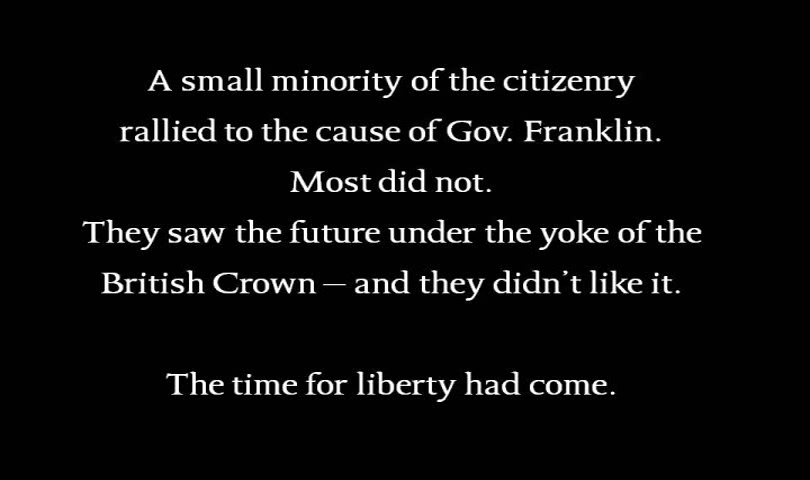 A small minority of the citizenry
rallied to the cause of Gov. Franklin.
Most did not.
They saw the future under the yoke of the
British Crown — and they didn’t like it.
The time for liberty had come.